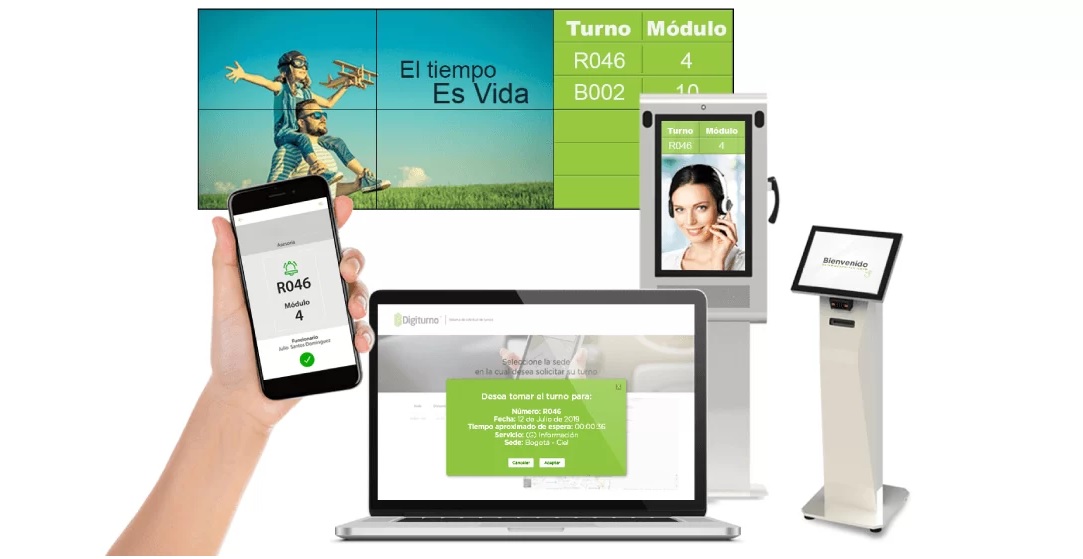 Turno Módulo
R046 4
B002 10
El tiempo
Es Vida
Turno Módulo
R046 4
Bienvenido
Asesoría
R046
Módulo
4
Funcionario
Julio Santos Dominguez
Digiturno
Seleccione la sede
en la cual desea solicitar su turno
Desea tomar al turno para:
Número: R046
Fecha: 12 de Julio de 2019
Tiempo aproximado de espera: 00:00:36
Servicio: (G) Información
Sede: Bogotá - Cial
Cancelar Aceptar